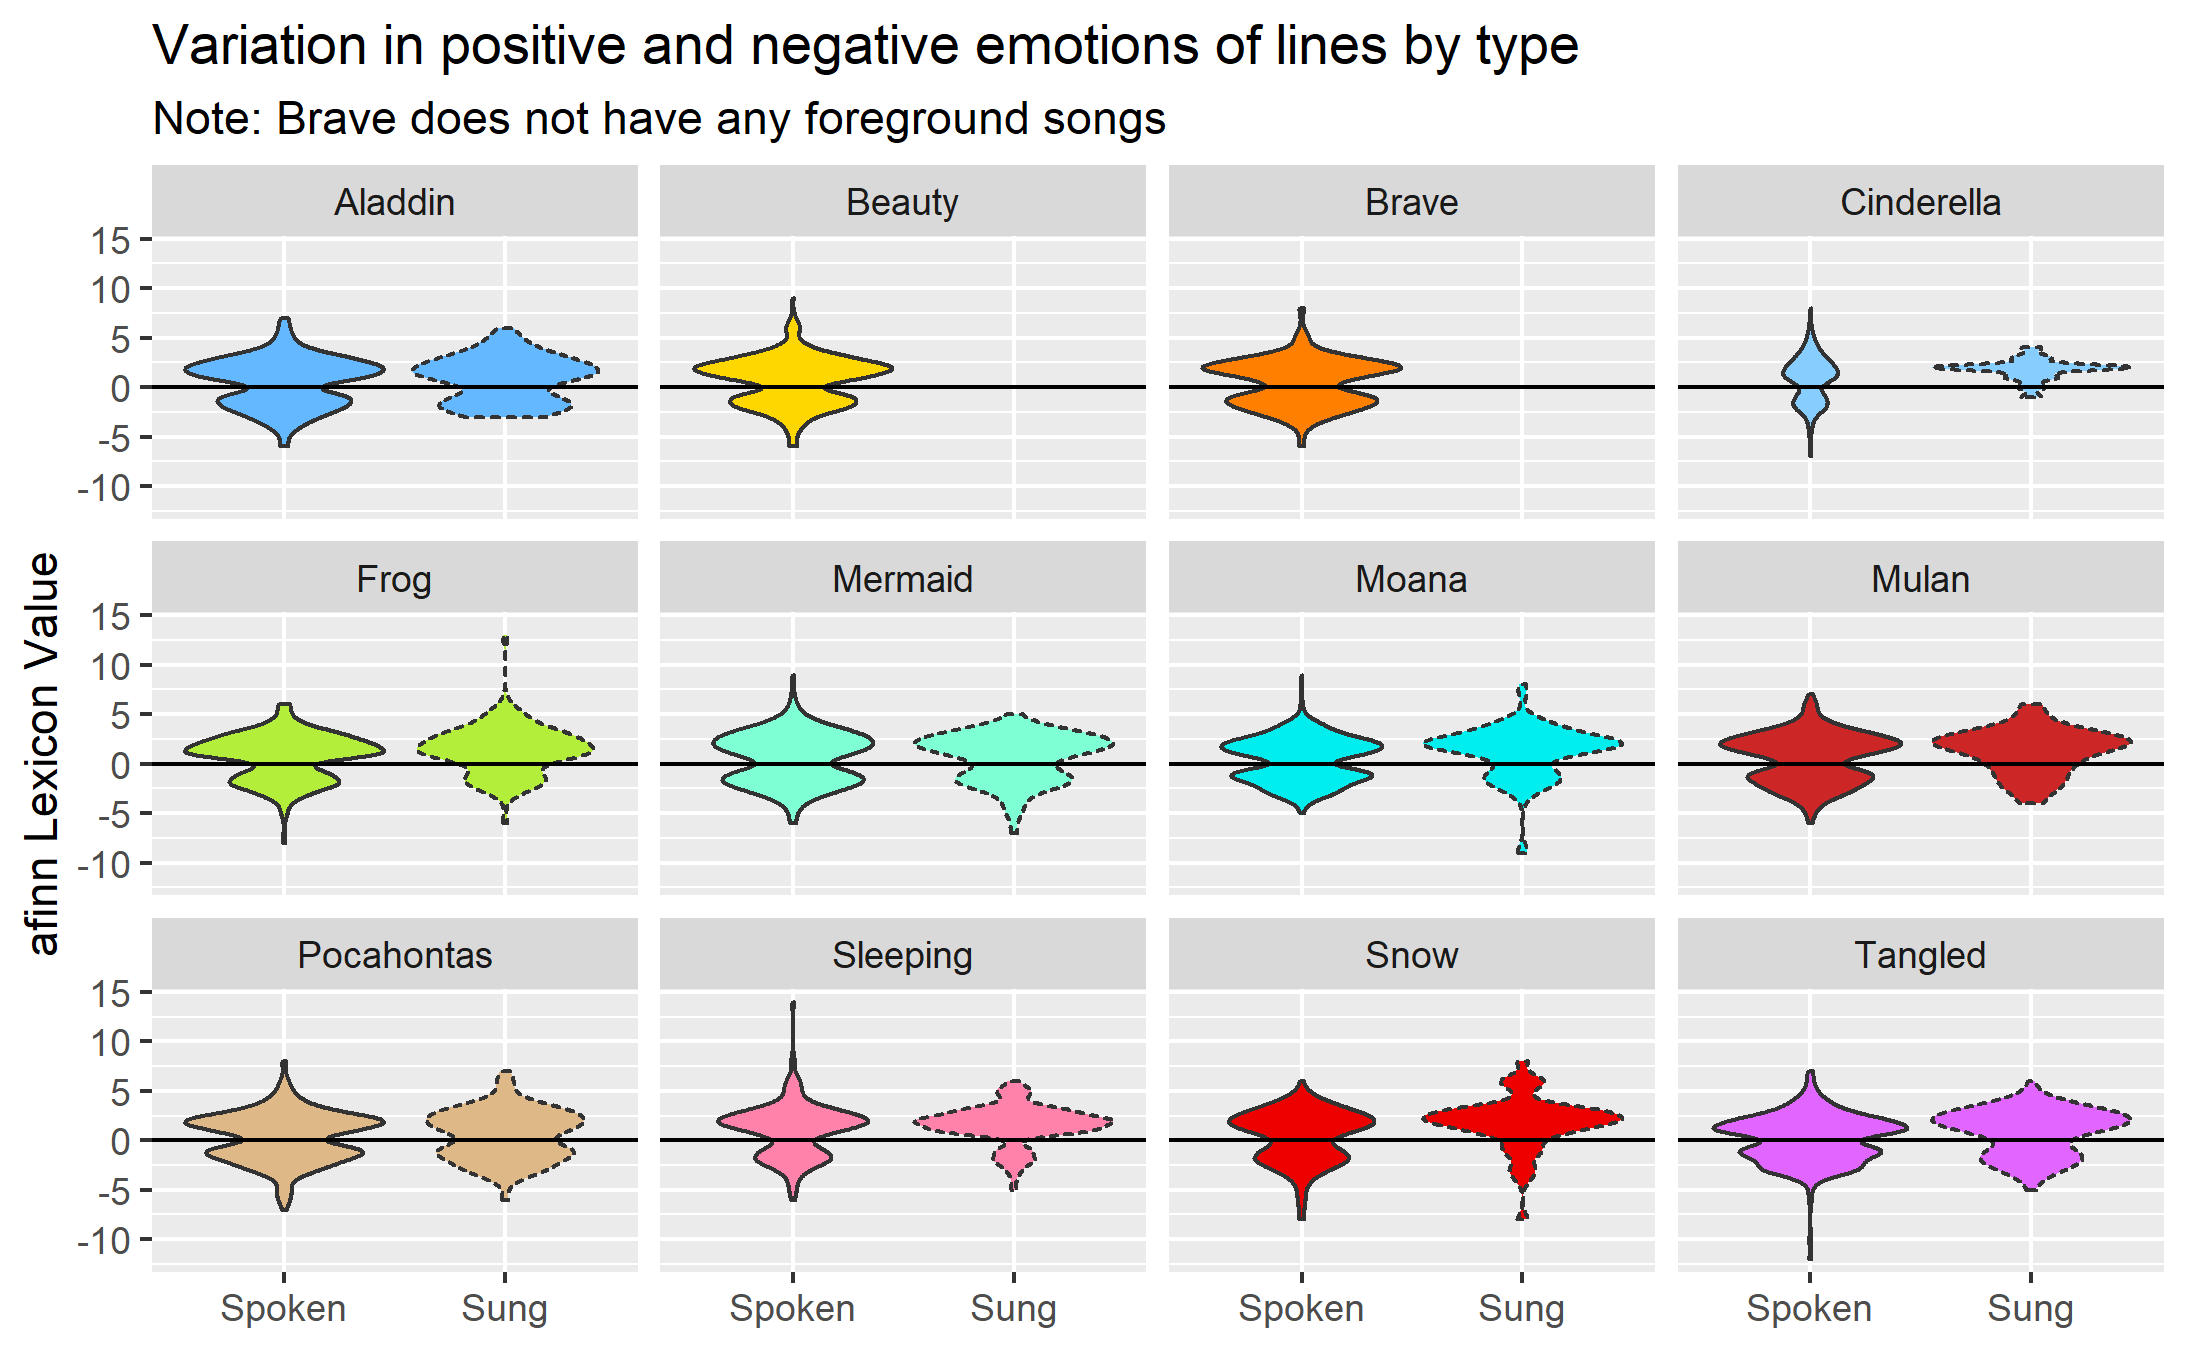 Variation in positive and negative emotions of lines by type
Note: Brave does not have any foreground songs
Aladdin Beauty Brave Cinderella
15
10
5
0
-5
-10
Frog Mermaid Moana Mulan
15
10
5
0
-5
-10
Pocahontas Sleeping Snow Tangled
15
10
5
0
-5
-10
Spoken Sung Spoken Sung Spoken Sung Spoken Sung
afinn Lexicon Value